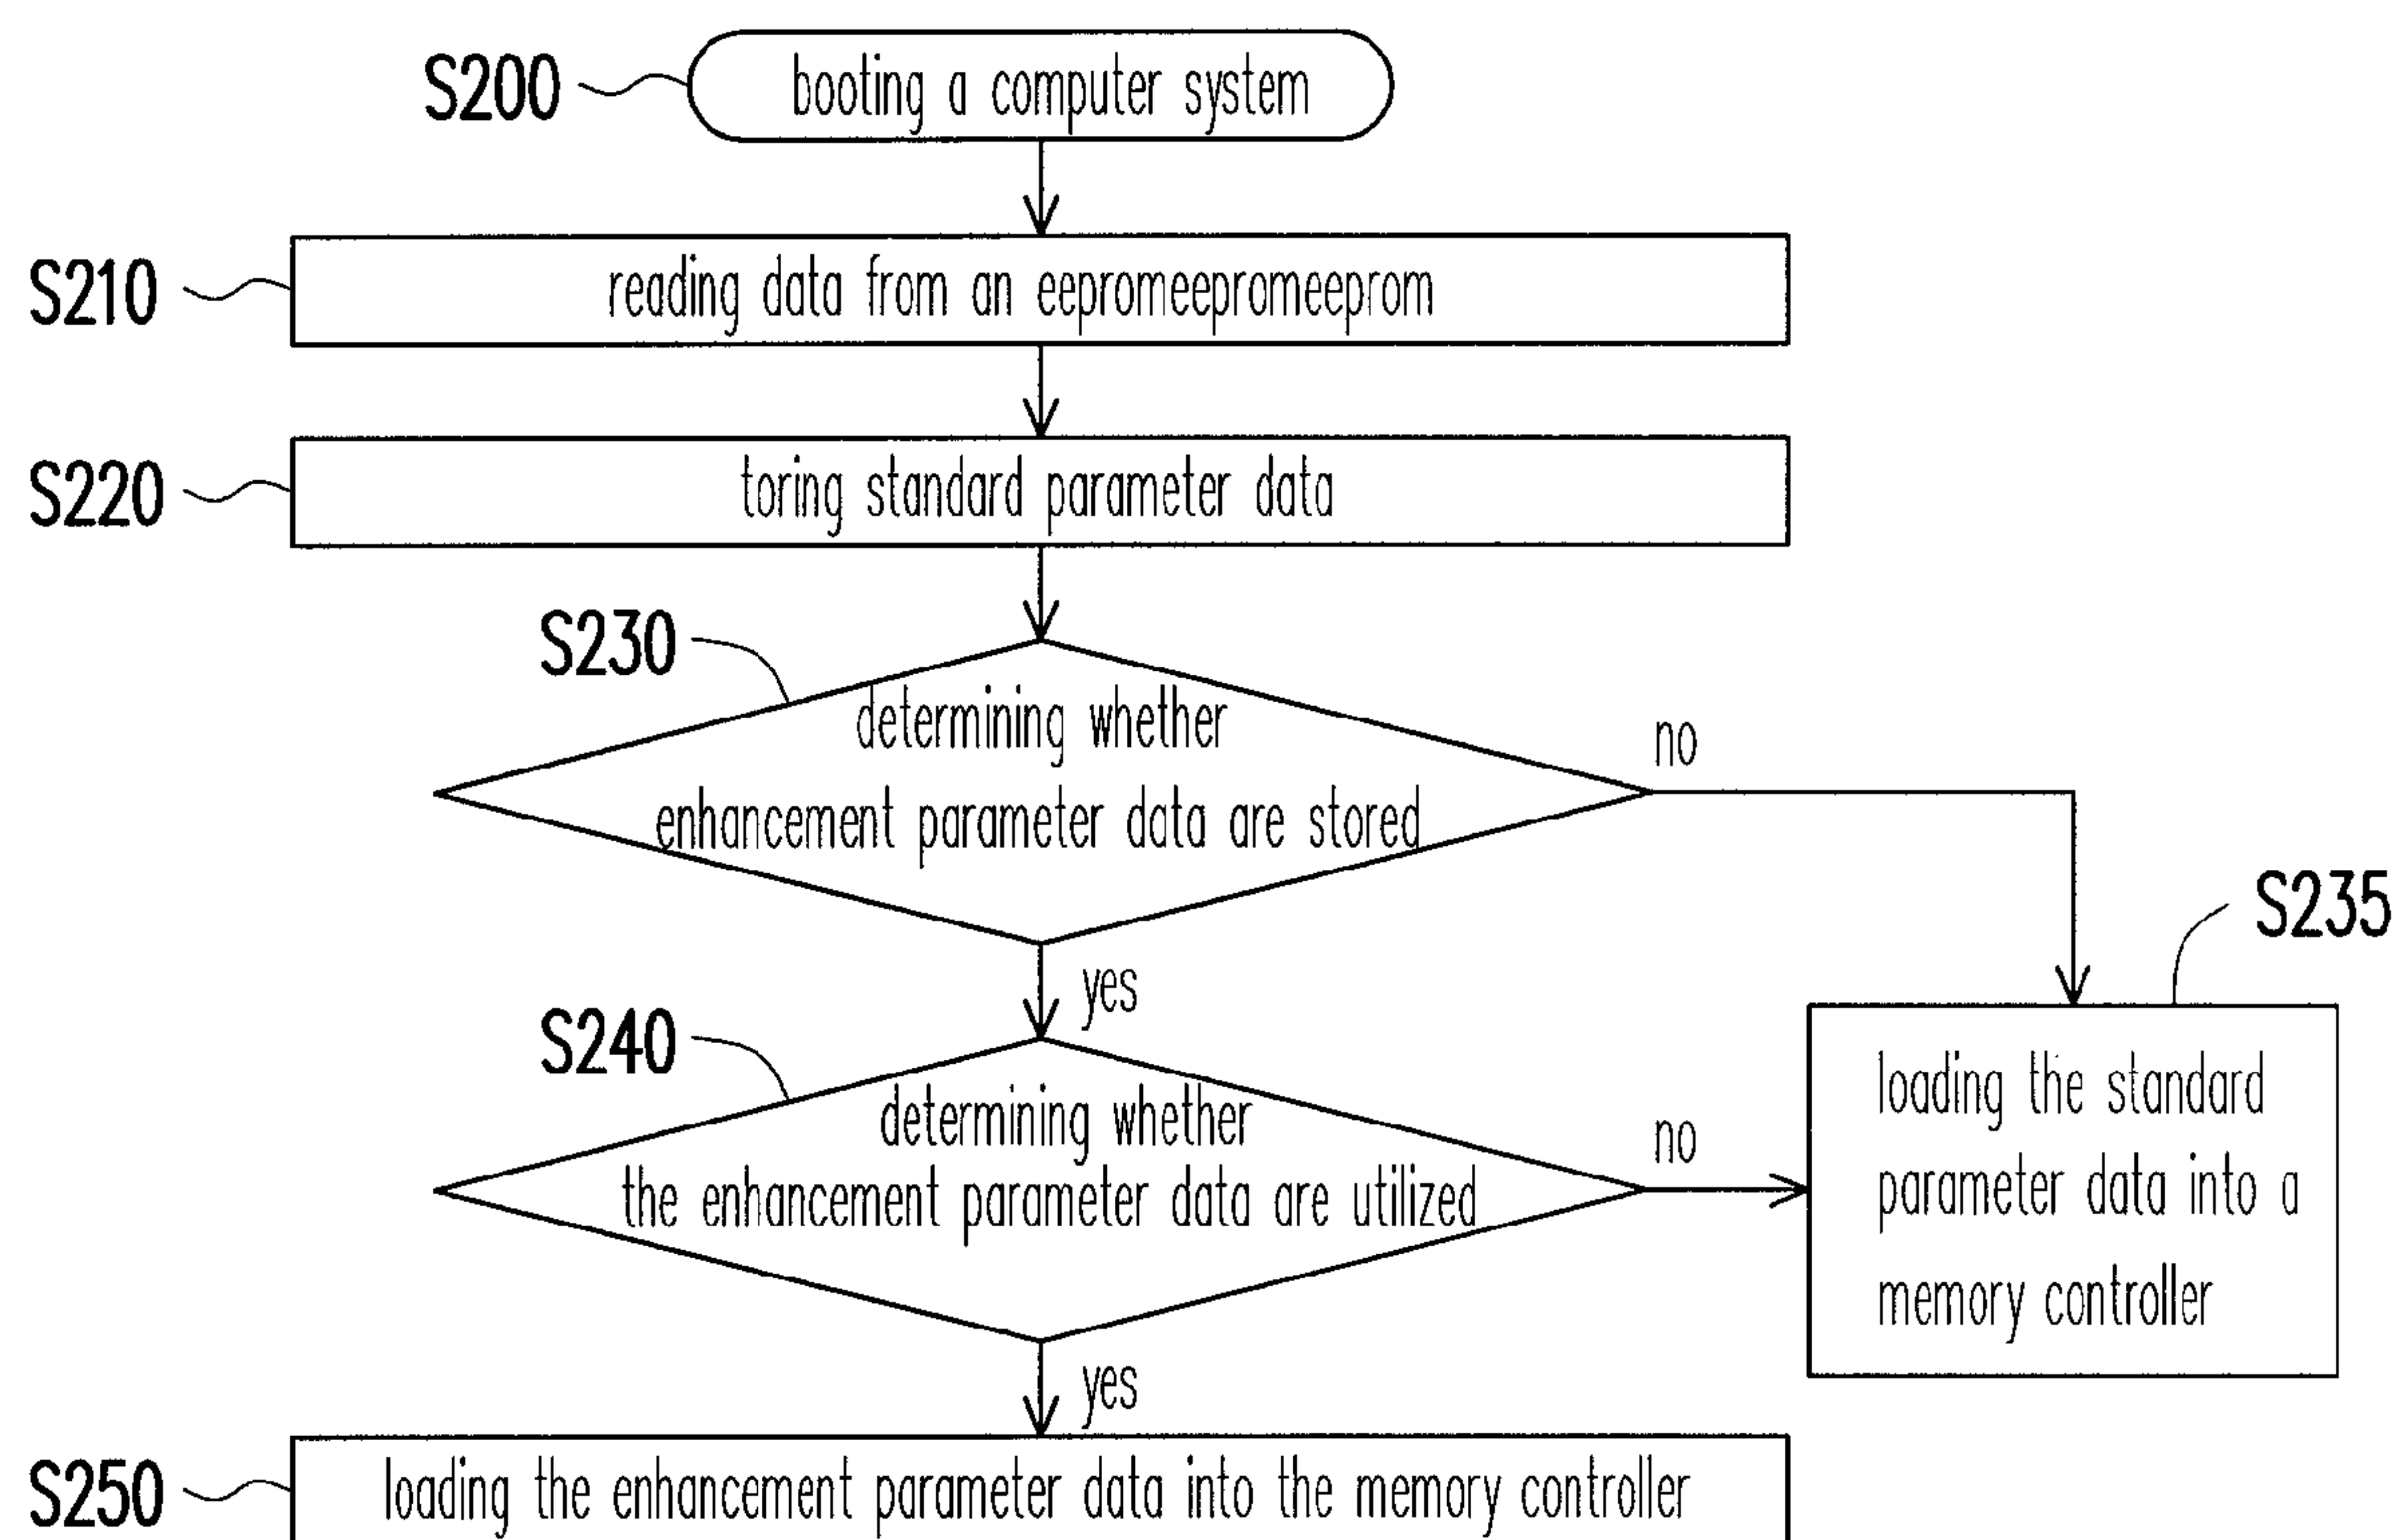 S200
booting a computer system
S210
reading data from an eepromeepromeeprom
S220
toring standard parameter data
S230
determining whether
enhancement parameter data are stored
no
S235
yes
S240
determining whether
the enhancement parameter data are utilized
no
loading the standard
parameter data into a
memory controller
yes
S250
loading the enhancement parameter data into the memory controller